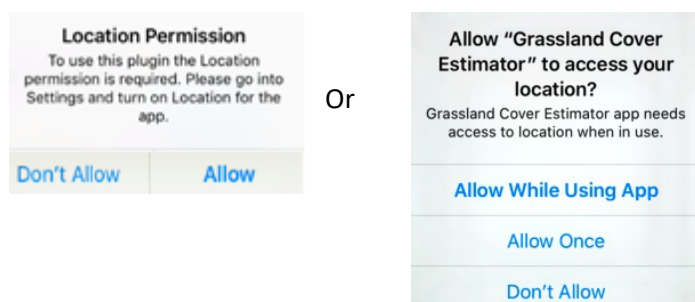 Location Permission
To use this plugin the Location
permission is required. Please go into
Settings and turn on Location for the
app.
Don't Allow
Allow
Or
Allow “Grassland Cover
Estimator” to access your
location?
Grassland Cover Estimator app needs
access to location when in use.
Allow While Using App
Allow Once
Don't Allow